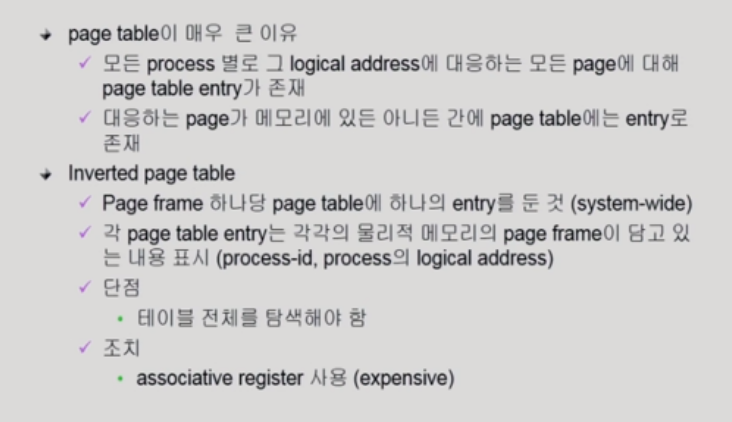 page table이 매우 큰 이유
모든 process 별로 그 logical address에 대응하는 모든 page에 대해
page table entry가 존재
대응하는 page가 메모리에 있든 아니든 간에 page table에는 entry로
존재
Inverted page table
Page frame 하나당 page table에 하나의 entry를 둔 것 (system-wide)
각 page table entry는 각각의 물리적 메모리의 page frame이 담고 있
는 내용 표시 (process-id, process의 logical address)
단점
테이블 전체를 탐색해야 함
조치
associative register 사용 (expensive)